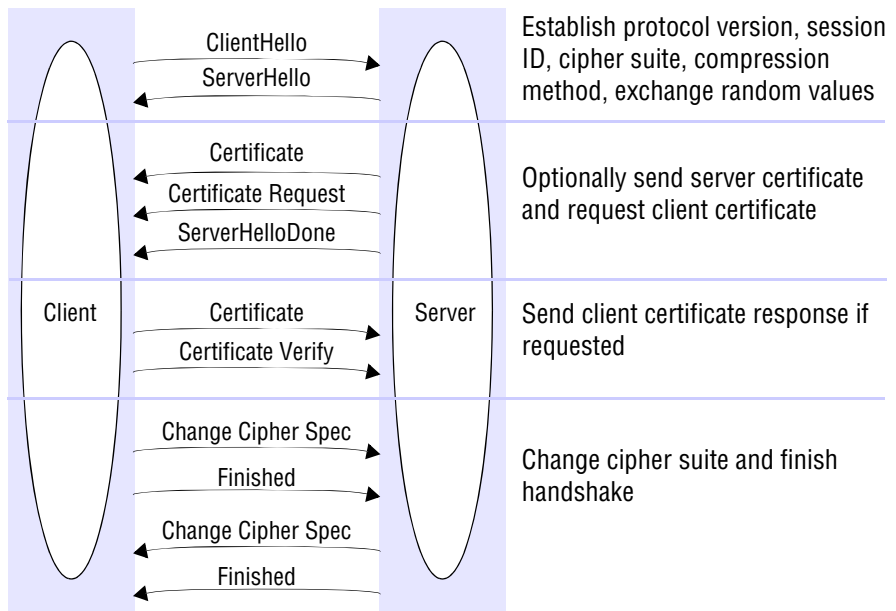 ClientHello
ServerHello
Establish protocol version, session
ID, cipher suite, compression
method, exchange random values
Certificate
Certificate Request
ServerHelloDone
Optionally send server certificate
and request client certificate
Client
Certificate
Certificate Verify
Server
Send client certificate response if
requested
Change Cipher Spec
Finished
Change Cipher Spec
Finished
Change cipher suite and finish
handshake